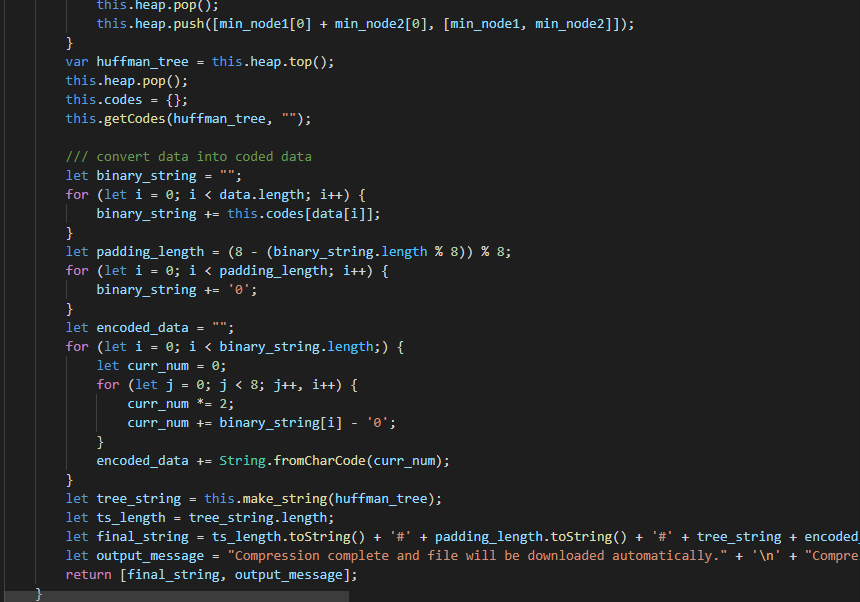 this.heap.pop();
this.heap.push([min_node1[0] + min_node2[0], [min_node1, min_node2]]);
}
var huffman_tree = this.heap.top();
this.heap.pop();
this.codes = {};
this.getCodes(huffman_tree, "");
/// convert data into coded data
let binary_string = "";
for (let i = 0; i < data.length; i++) {
binary_string += this.codes[data[i]];
}
let padding_length = (8 - (binary_string.length % 8)) % 8;
for (let i = 0; i < padding_length; i++) {
binary_string += '0';
}
let encoded_data = "";
for (let i = 0; i < binary_string.length;) {
let curr_num = 0;
for (let j = 0; j < 8; j++, i++) {
curr_num *= 2;
curr_num += binary_string[i] - '0';
}
encoded_data += String.fromCharCode(curr_num);
}
let tree_string = this.make_string(huffman_tree);
let ts_length = tree_string.length;
let final_string = ts_length.toString() + '#' + padding_length.toString() + '#' + tree_string + encoded_
let output_message = "Compression complete and file will be downloaded automatically." + '\n' + "Compre
return [final_string, output_message];
}